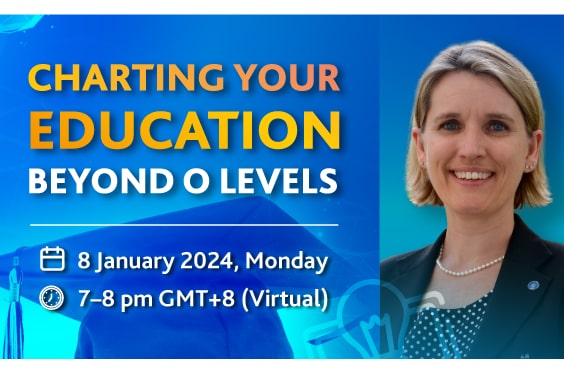 CHARTING YOUR
EDUCATION
BEYOND O LEVELS
8 January 2024, Monday
7–8 pm GMT+8 (Virtual)